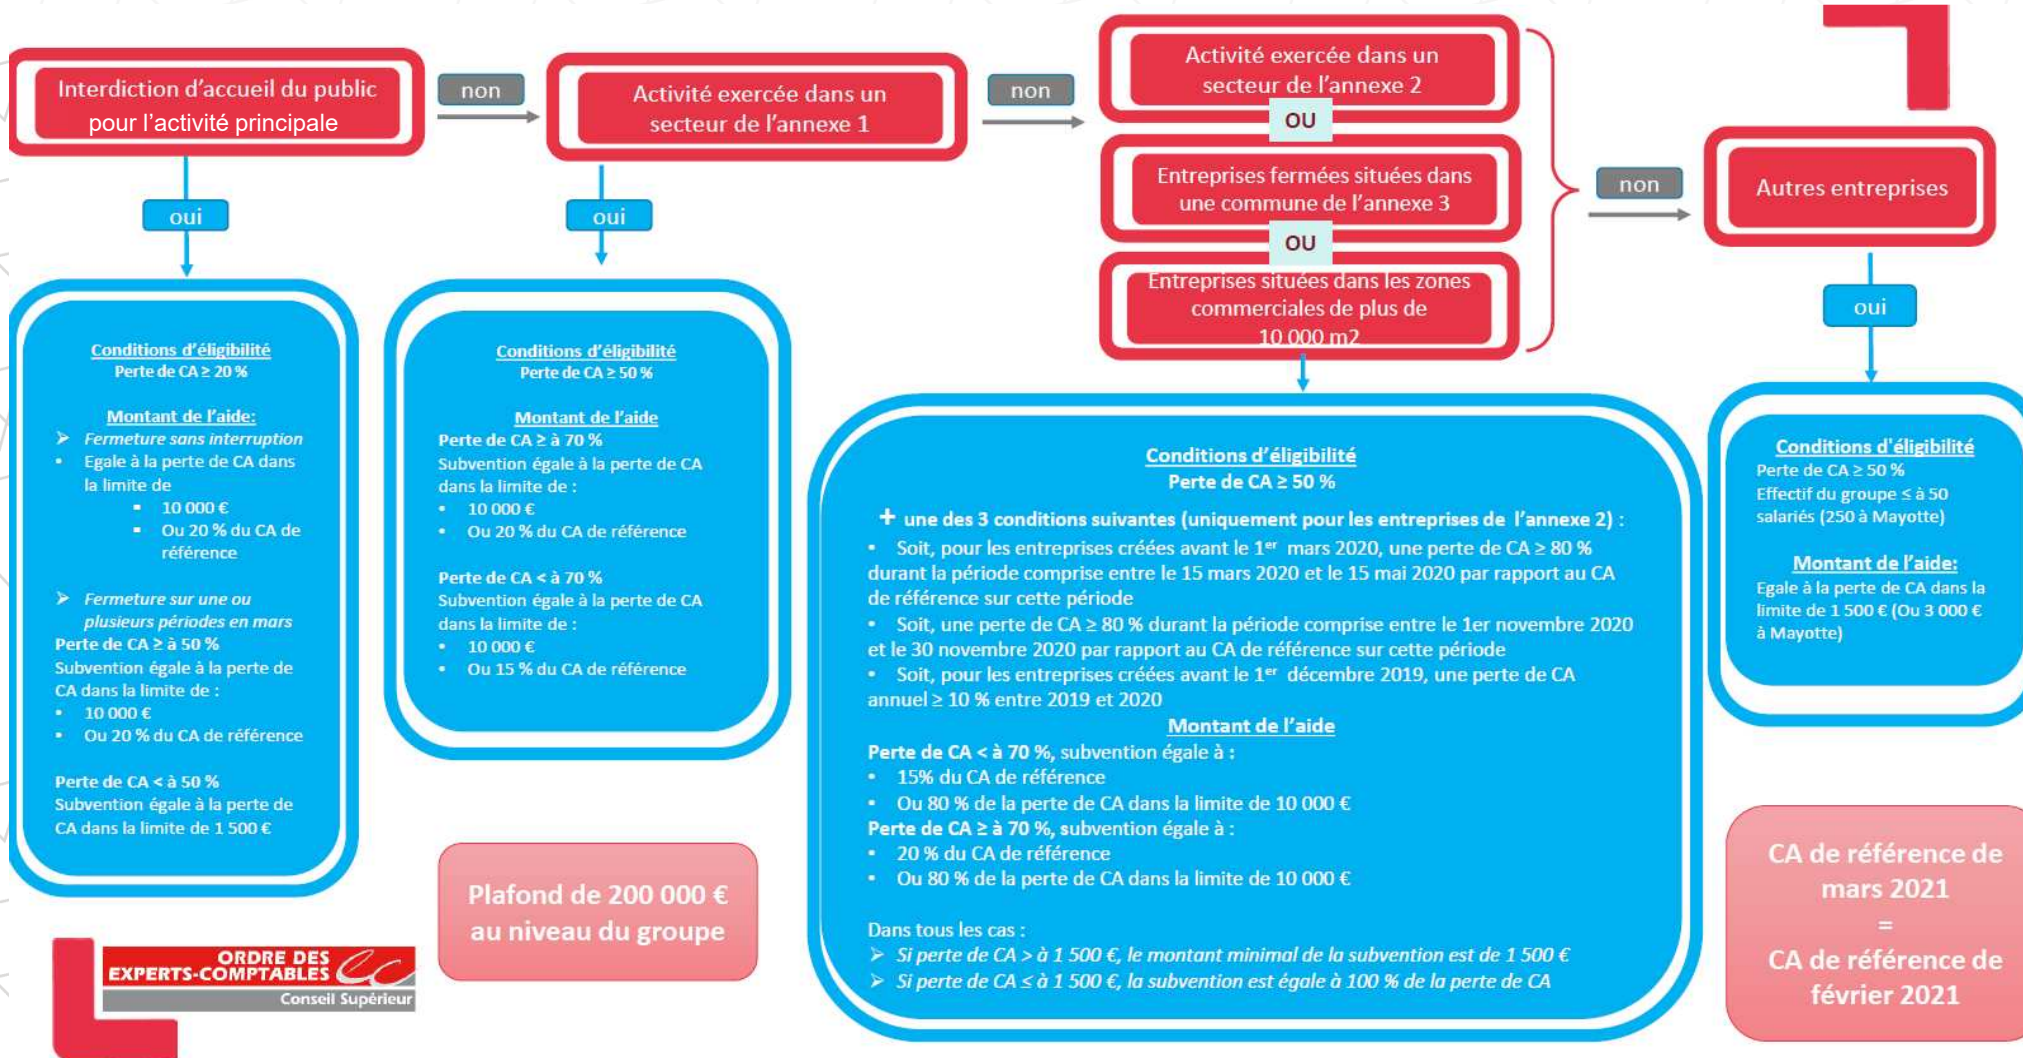 Interdiction d'accueil du public
pour l'activité principale
non
Activité exercée dans un
secteur de l'annexe 1
non
Activité exercée dans un
secteur de l'annexe 2
OU
Entreprises fermées situées dans
une commune de l'annexe 3
OU
Entreprises situées dans les zones
commerciales de plus de
10 000 m2
non
Autres entreprises
oui
oui
oui
Conditions d'éligibilité
Perte de CA ≥ 20 %
Montant de l'aide:
➢ Fermeture sans interruption
• Egale à la perte de CA dans
la limite de
▪ 10 000 €
▪ Ou 20 % du CA de
référence
➢ Fermeture sur une ou
plusieurs périodes en mars
Perte de CA ≥ à 50 %
Subvention égale à la perte de
CA dans la limite de :
• 10 000 €
• Ou 20 % du CA de référence
Perte de CA < à 50 %
Subvention égale à la perte de
CA dans la limite de 1 500 €
Conditions d'éligibilité
Perte de CA ≥ 50 %
Montant de l'aide
Perte de CA ≥ à 70 %
Subvention égale à la perte de CA
dans la limite de :
• 10 000 €
• Ou 20 % du CA de référence
Perte de CA < à 70 %
Subvention égale à la perte de CA
dans la limite de :
• 10 000 €
• Ou 15 % du CA de référence
Conditions d'éligibilité
Perte de CA ≥ 50 %
+ une des 3 conditions suivantes (uniquement pour les entreprises de l'annexe 2) :
• Soit, pour les entreprises créées avant le 1er mars 2020, une perte de CA ≥ 80 %
durant la période comprise entre le 15 mars 2020 et le 15 mai 2020 par rapport au CA
de référence sur cette période
• Soit, une perte de CA ≥ 80 % durant la période comprise entre le 1er novembre 2020
et le 30 novembre 2020 par rapport au CA de référence sur cette période
• Soit, pour les entreprises créées avant le 1er décembre 2019, une perte de CA
annuel ≥ 10 % entre 2019 et 2020
Montant de l'aide
Perte de CA < à 70 %, subvention égale à :
• 15% du CA de référence
• Ou 80 % de la perte de CA dans la limite de 10 000 €
Perte de CA ≥ à 70 %, subvention égale à :
• 20 % du CA de référence
• Ou 80 % de la perte de CA dans la limite de 10 000 €
Dans tous les cas :
➢ Si perte de CA > à 1 500 €, le montant minimal de la subvention est de 1 500 €
➢ Si perte de CA ≤ à 1 500 €, la subvention est égale à 100 % de la perte de CA
Conditions d'éligibilité
Perte de CA ≥ 50 %
Effectif du groupe ≤ à 50
salariés (250 à Mayotte)
Montant de l'aide:
Egale à la perte de CA dans la
limite de 1 500 € (Ou 3 000 €
à Mayotte)
Plafond de 200 000 €
au niveau du groupe
CA de référence de
mars 2021
=
CA de référence de
février 2021
ORDRE DES
EXPERTS-COMPTABLES
Conseil Supérieur